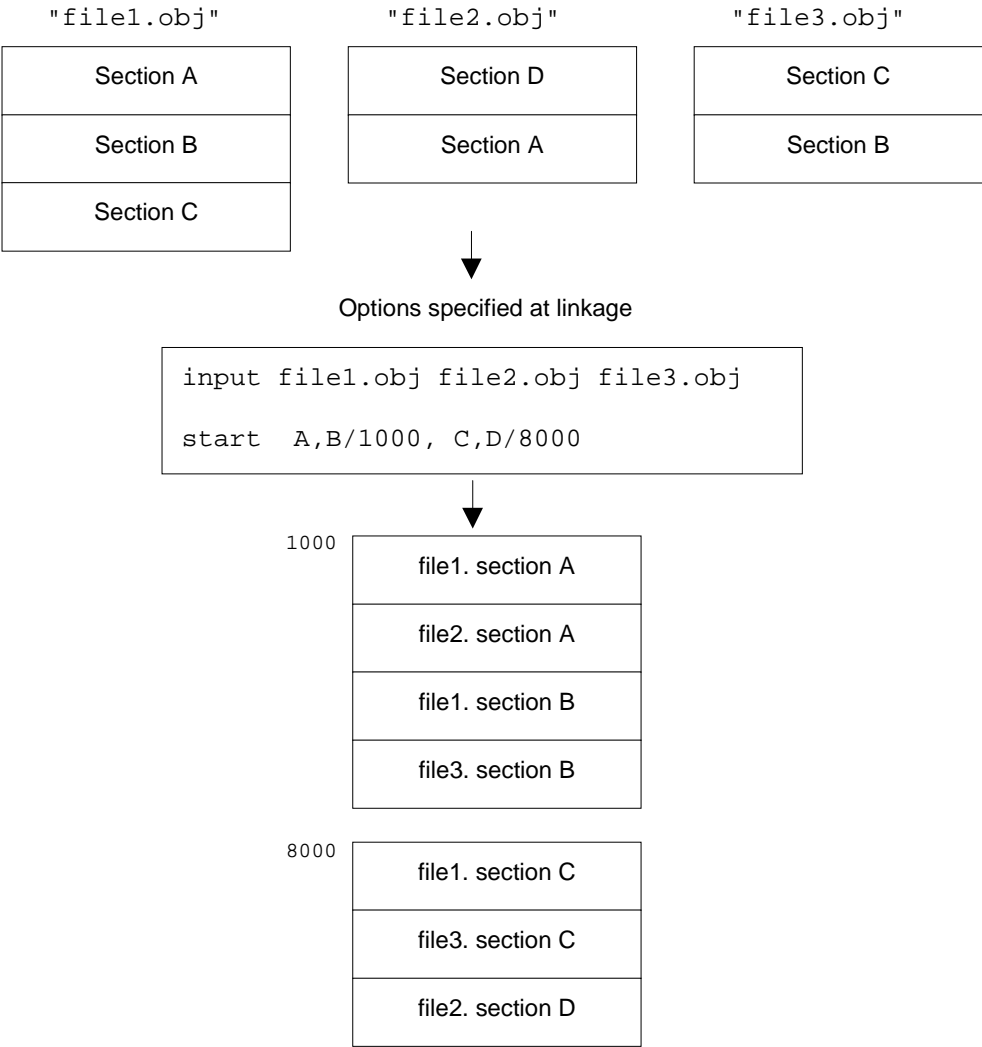 "file1.obj" "file2.obj" "file3.obj"
Section A Section D Section C
Section B Section A Section B
Section C
Options specified at linkage
input file1.obj file2.obj file3.obj
start A,B/1000, C,D/8000
1000
file1. section A
file2. section A
file1. section B
file3. section B
8000
file1. section C
file3. section C
file2. section D